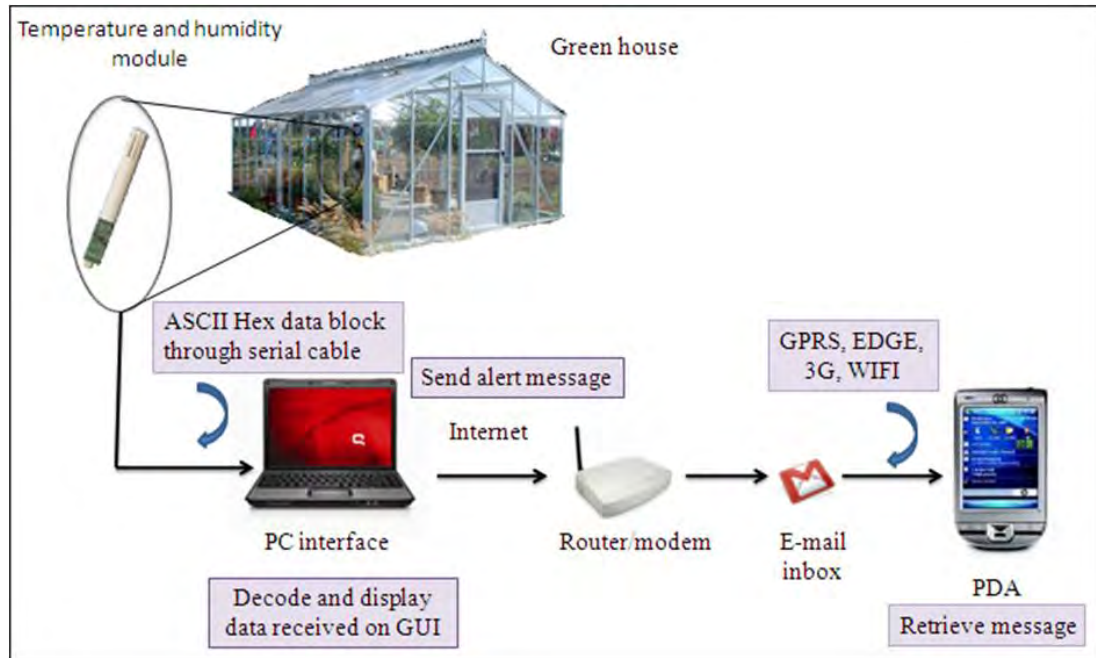 Temperature and humidity
module
Green house
ASCII Hex data block
through serial cable
Send alert message
GPRS, EDGE,
3G, WIFI
Internet
PC interface
Router/modem
E-mail
inbox
PDA
Decode and display
data received on GUI
Retrieve message